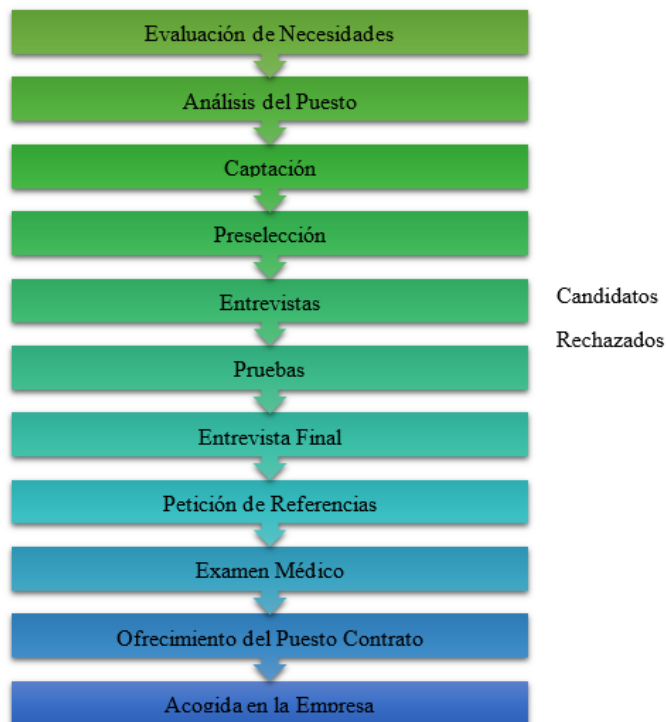 Evaluación de Necesidades
Análisis del Puesto
Captación
Preselección
Entrevistas
Candidatos
Rechazados
Pruebas
Entrevista Final
Petición de Referencias
Examen Médico
Ofrecimiento del Puesto Contrato
Acogida en la Empresa